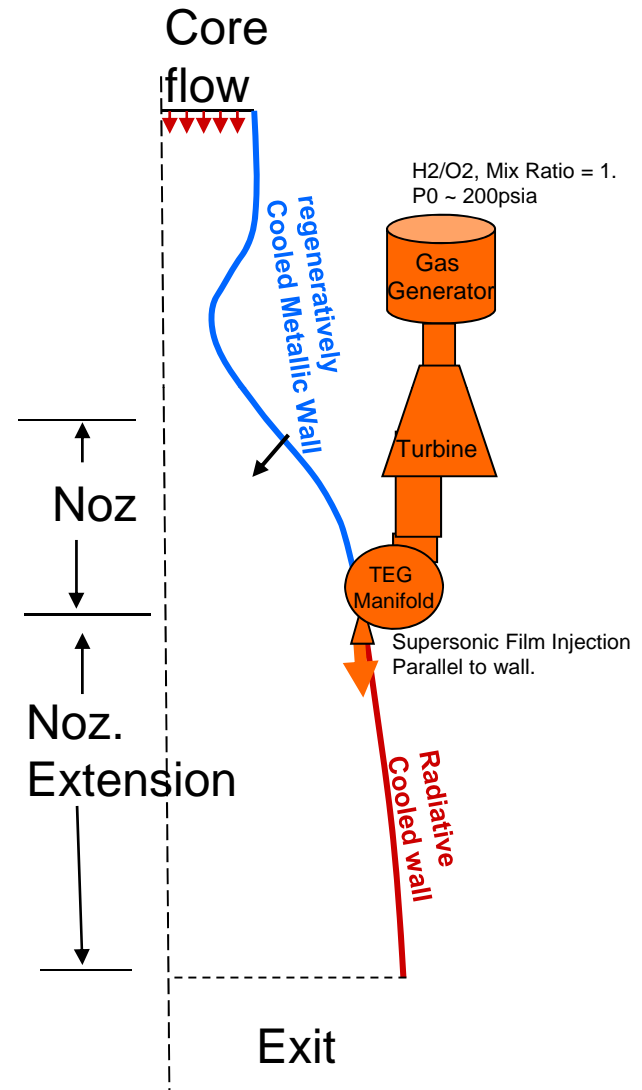 Core
flow
H2/O2, Mix Ratio = 1.
P0 ~ 200psia
Gas
Generator
regeneratively
Cooled Metallic Wall
Turbine
Noz
TEG
Manifold
Supersonic Film Injection
Parallel to wall.
Noz.
Extension
Radiative
Cooled wall
Exit